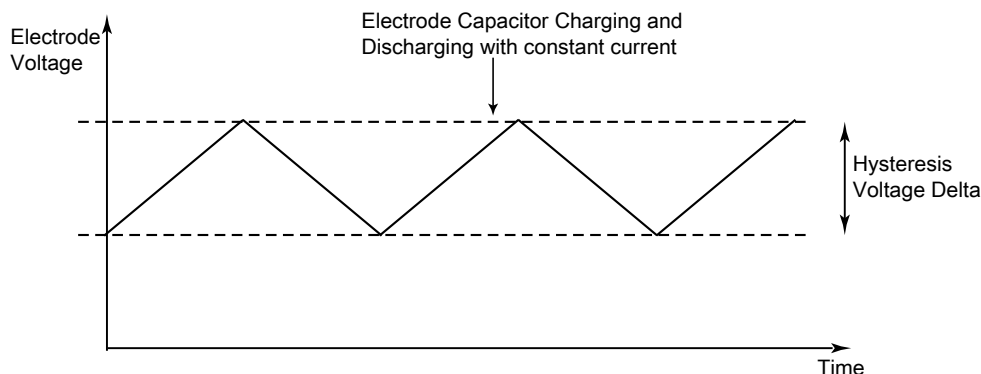 Electrode Capacitor Charging and
Discharging with constant current
Electrode
Voltage
Hysteresis
Voltage Delta
Time